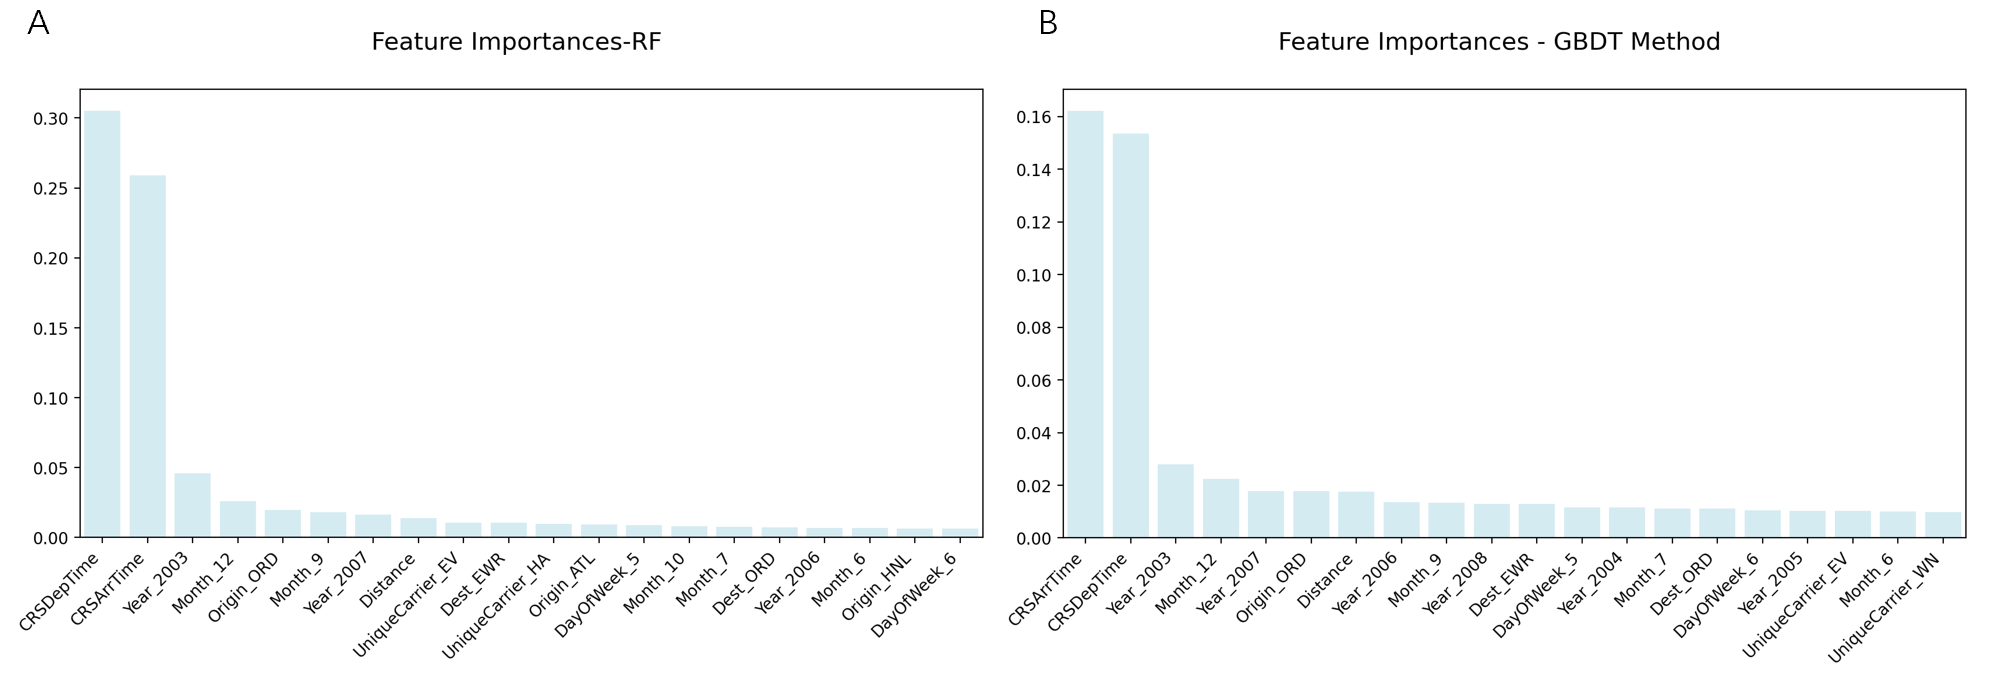 A
Feature Importances-RF
0.30
0.25
0.20
0.15
0.10
0.05
0.00
CRSDepTime
CRSArrTime
Year_2003
Month_12
Origin_ORD
Month_9
Year_2007
Distance
UniqueCarrier_EV
Dest_EWR
UniqueCarrier_HA
Origin_ATL
DayOfWeek_5
Month_10
Month_7
Dest_ORD
Year_2006
Month_6
Origin_HNL
DayOfWeek_6
B
Feature Importances - GBDT Method
0.16
0.14
0.12
0.10
0.08
0.06
0.04
0.02
0.00
CRSArrTime
CRSDepTime
Year_2003
Month_12
Year_2007
Origin_ORD
Distance
Year_2006
Month_9
Year_2008
Dest_EWR
DayOfWeek_5
Year_2004
Month_7
Dest_ORD
DayOfWeek_6
Year_2005
UniqueCarrier_EV
Month_6
UniqueCarrier_WN